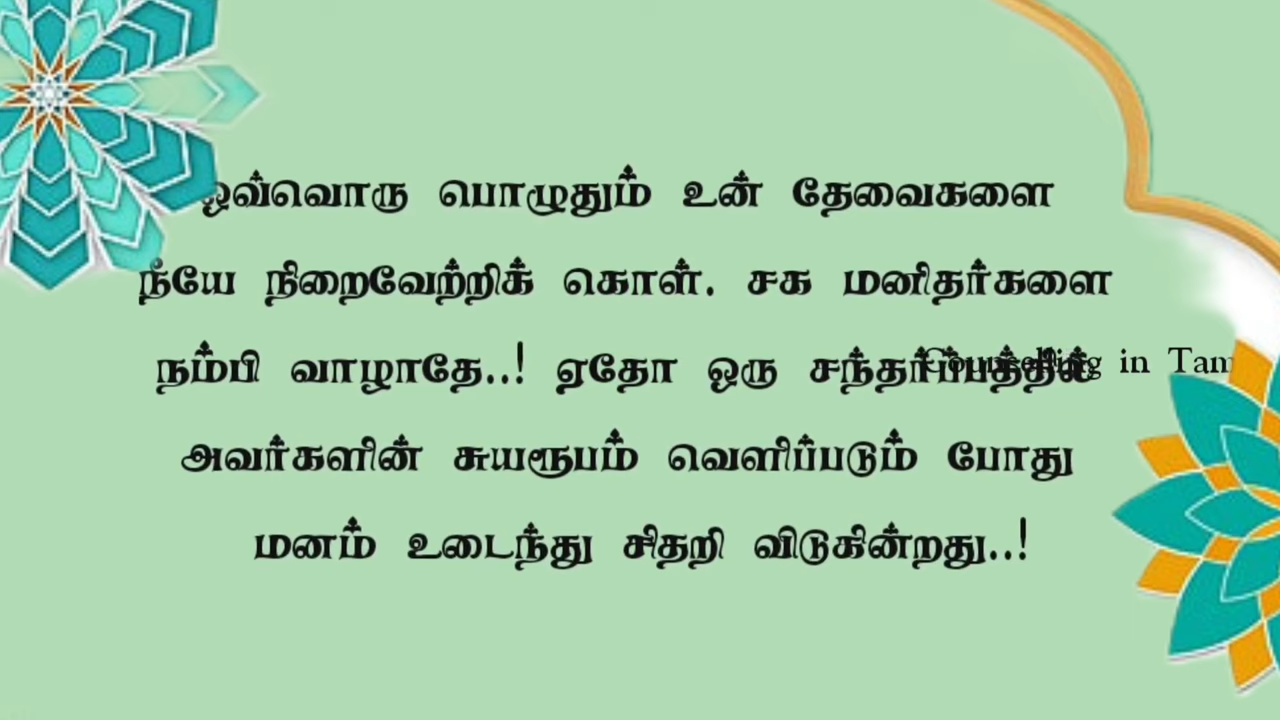 ஒவ்வொரு பொழுதும் உன் தேவைகளை
நீயே நிறைவேற்றிக் கொள். சக மனிதர்களை
நம்பி வாழாதே..! ஏதோ ஒரு சந்தர்ப்பத்தில்
Counselling in Tam
அவர்களின் சுயரூபம் வெளிப்படும் போது
மனம் உடைந்து சிதறி விடுகின்றது..!